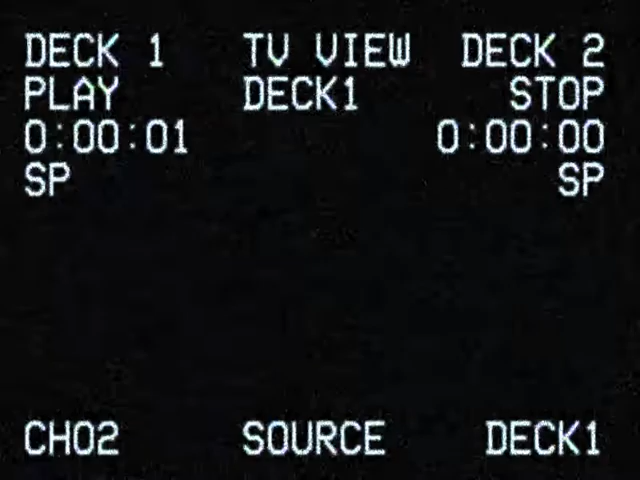 DECK 1 TV VIEW DECK 2
PLAY DECK1 STOP
0:00:01 0:00:00
SP SP
CH02 SOURCE DECK1